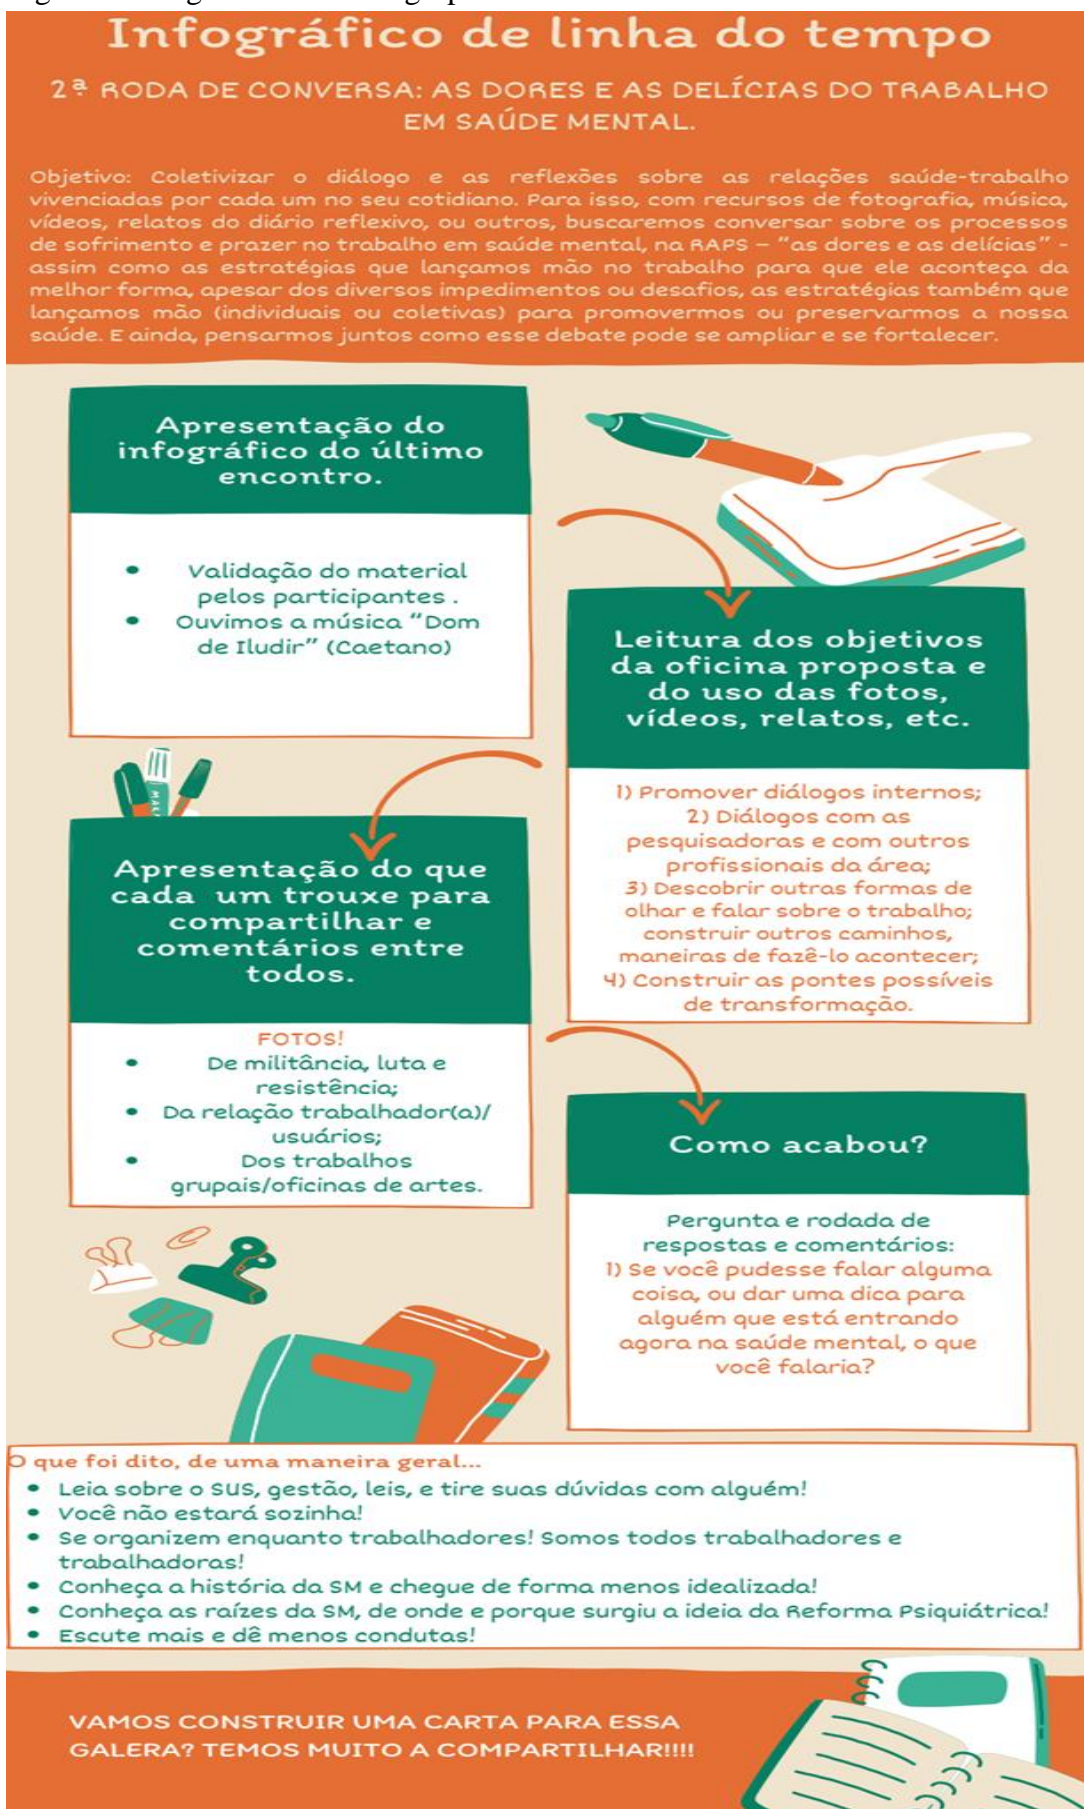 Infográfico de linha do tempo
2ª RODA DE CONVERSA: AS DORES E AS DELÍCIAS DO TRABALHO
EM SAÚDE MENTAL.
Objetivo: Coletivizar o diálogo e as reflexões sobre as relações saúde-trabalho
vivenciadas por cada um no seu cotidiano. Para isso, com recursos de fotografia, música,
vídeos, relatos do diário reflexivo, ou outros, buscaremos conversar sobre os processos
de sofrimento e prazer no trabalho em saúde mental, na RAPS – “as dores e as delícias” -
assim como as estratégias que lançamos mão no trabalho para que ele aconteça da
melhor forma, apesar dos diversos impedimentos ou desafios, as estratégias também que
lançamos mão (individuais ou coletivas) para promovermos ou preservarmos a nossa
saúde. E ainda, pensarmos juntos como esse debate pode se ampliar e se fortalecer.
Apresentação do
infográfico do último
encontro.
• Validação do material
pelos participantes .
• Ouvimos a música “Dom
de Iludir” (Caetano)
Leitura dos objetivos
da oficina proposta e
do uso das fotos,
vídeos, relatos, etc.
1) Promover diálogos internos;
2) Diálogos com as
pesquisadoras e com outros
profissionais da área;
3) Descobrir outras formas de
olhar e falar sobre o trabalho;
construir outros caminhos,
maneiras de fazê-lo acontecer;
4) Construir as pontes possíveis
de transformação.
Apresentação do que
cada um trouxe para
compartilhar e
comentários entre
todos.
FOTOS!
• De militância, luta e
resistência;
• Da relação trabalhador(a)/
usuários;
• Dos trabalhos
grupais/oficinas de artes.
Como acabou?
Pergunta e rodada de
respostas e comentários:
1) Se você pudesse falar alguma
coisa, ou dar uma dica para
alguém que está entrando
agora na saúde mental, o que
você falaria?
O que foi dito, de uma maneira geral...
• Leia sobre o SUS, gestão, leis, e tire suas dúvidas com alguém!
• Você não estará sozinha!
• Se organizem enquanto trabalhadores! Somos todos trabalhadores e
trabalhadoras!
• Conheça a história da SM e chegue de forma menos idealizada!
• Conheça as raízes da SM, de onde e porque surgiu a ideia da Reforma Psiquiátrica!
• Escute mais e dê menos condutas!
VAMOS CONSTRUIR UMA CARTA PARA ESSA
GALERA? TEMOS MUITO A COMPARTILHAR!!!!